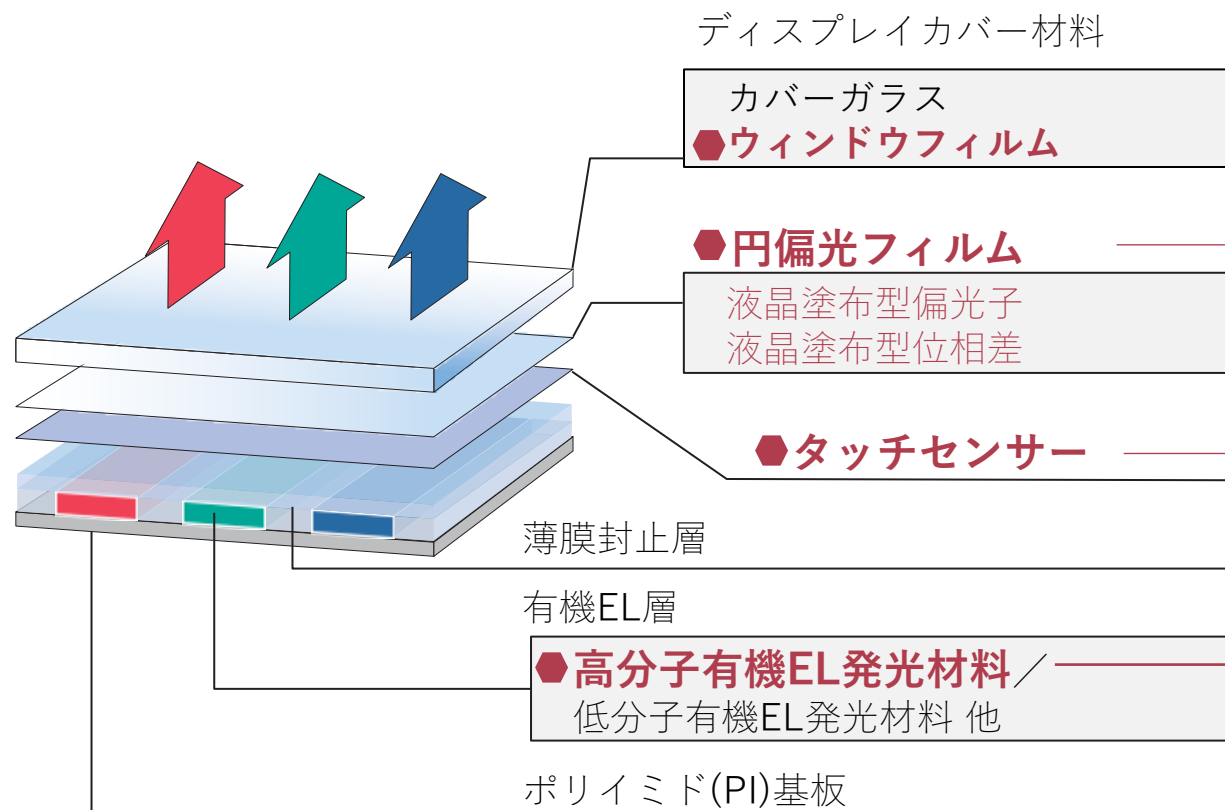 ディスプレイカバー材料
カバーガラス
ウィンドウフィルム
円偏光フィルム
液晶塗布型偏光子
液晶塗布型位相差
タッチセンサー
薄膜封止層
有機EL層
高分子有機EL発光材料／
低分子有機EL発光材料 他
ポリイミド(PI)基板